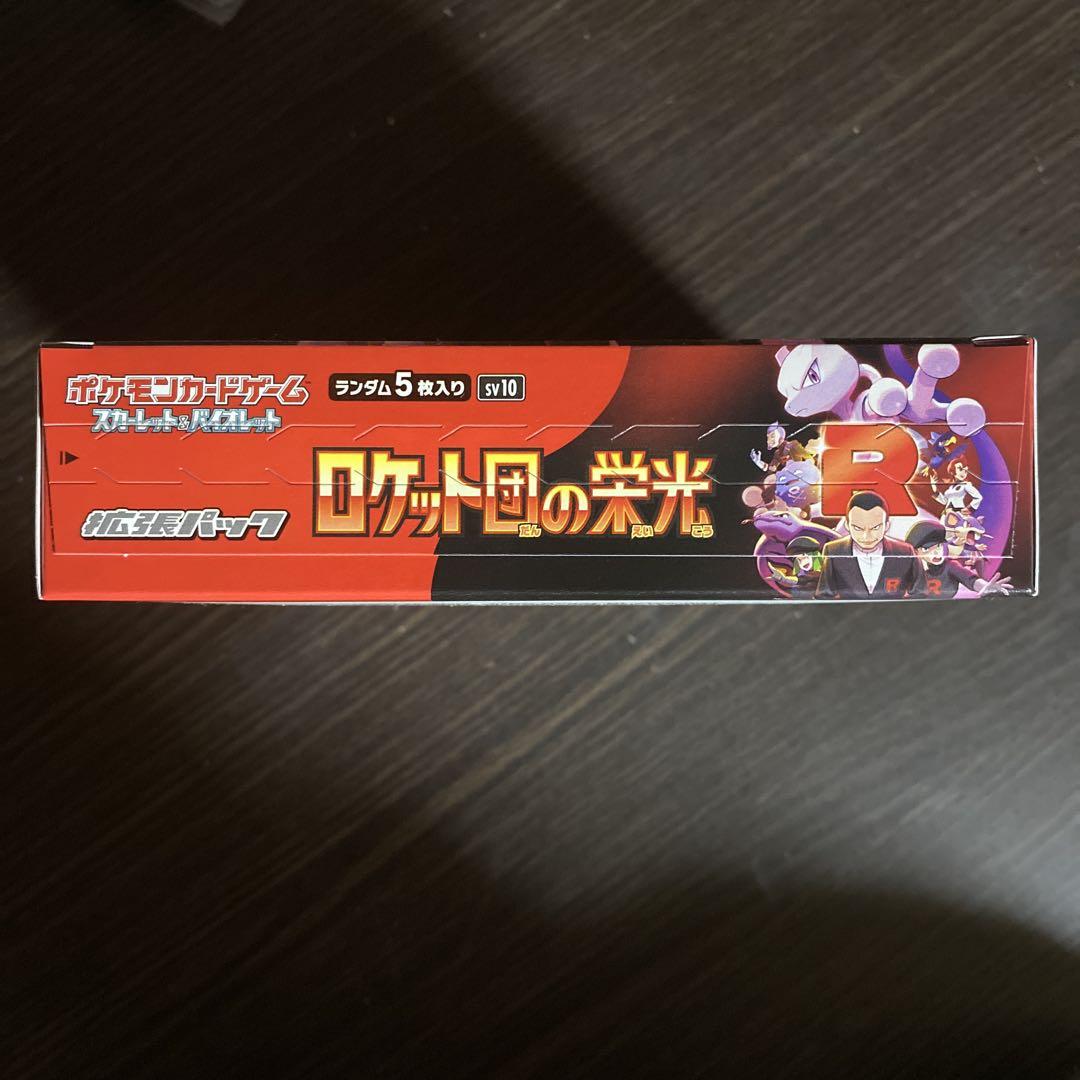 ポケモンカードゲーム
スカーレット&バイオレット
ランダム5枚入り
SV10
拡張パック
ロケット団の栄光
だん えい こう
R
R
R